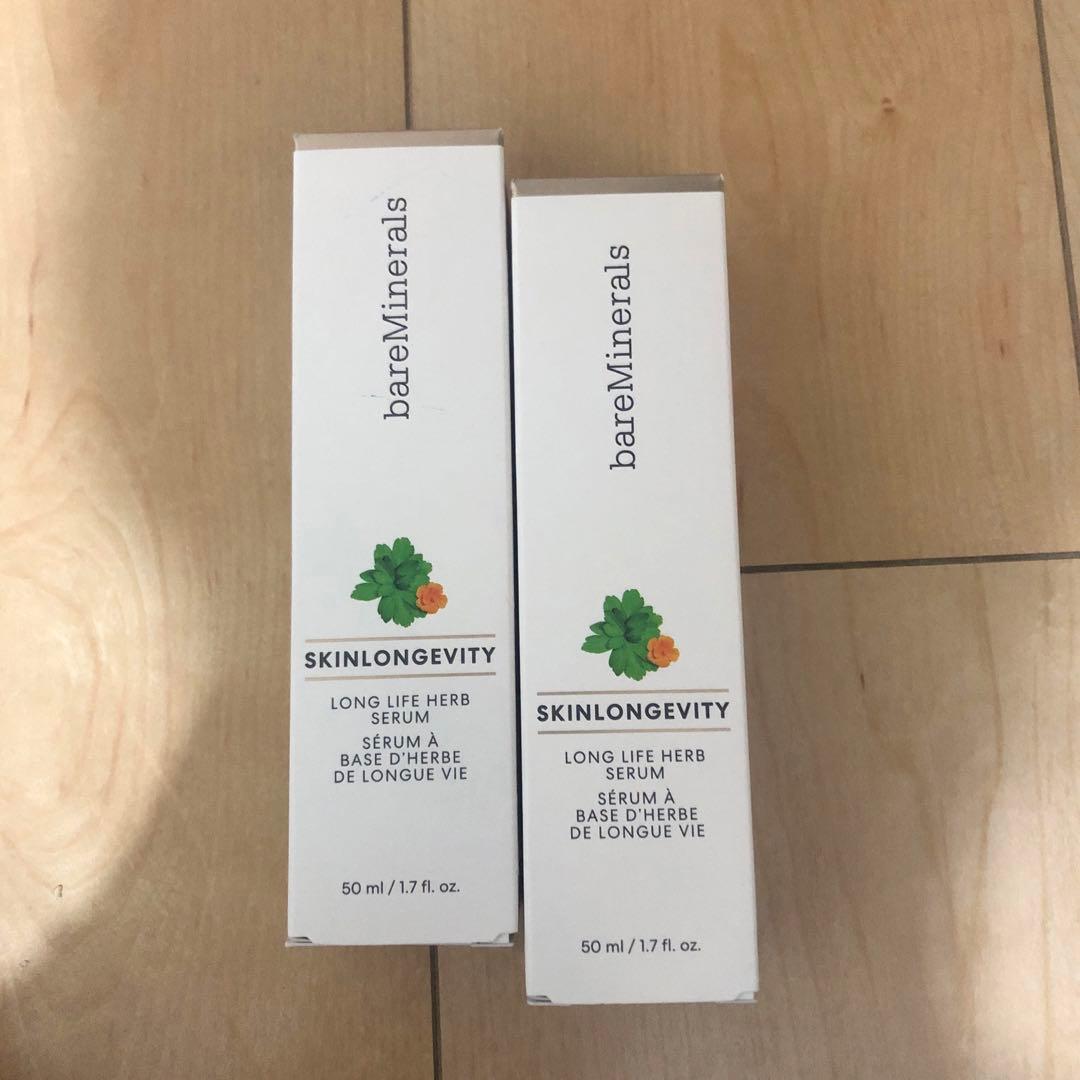 bareMinerals
SKINLONGEVITY
LONG LIFE HERB
SERUM
SÉRUM À
BASE D'HERBE
DE LONGUE VIE
50 ml / 1.7 fl. oz.
bareMinerals
SKINLONGEVITY
LONG LIFE HERB
SERUM
SÉRUM À
BASE D'HERBE
DE LONGUE VIE
50 ml / 1.7 fl. oz.